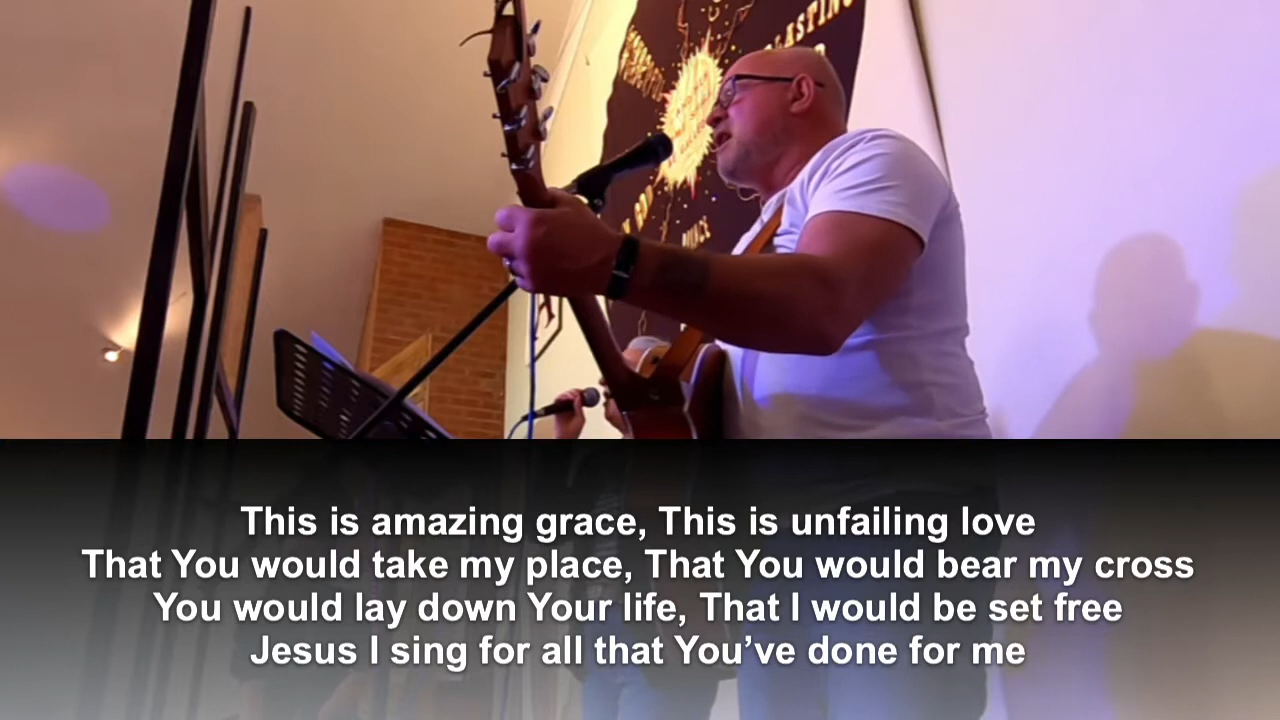 LASTING
This is amazing grace, This is unfailing love
That You would take my place, That You would bear my cross
You would lay down Your life, That I would be set free
Jesus I sing for all that You’ve done for me